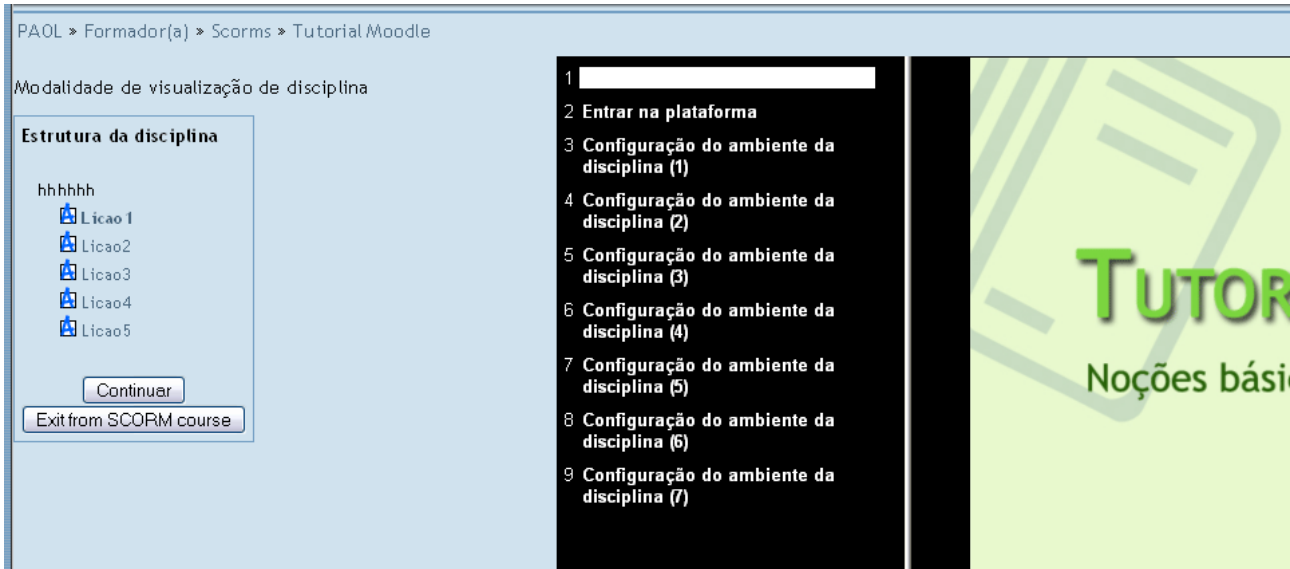 PAOL » Formador(a) » Scorms » Tutorial Moodle
Modalidade de visualização de disciplina
Estrutura da disciplina
hhhhhh
Licao 1
Licao2
Licao3
Licao4
Licao5
Continuar
Exit from SCORM course
1
2 Entrar na plataforma
3 Configuração do ambiente da
disciplina (1)
4 Configuração do ambiente da
disciplina (2)
5 Configuração do ambiente da
disciplina (3)
6 Configuração do ambiente da
disciplina (4)
7 Configuração do ambiente da
disciplina (5)
8 Configuração do ambiente da
disciplina (6)
9 Configuração do ambiente da
disciplina (7)
TUTOR
Noções bási